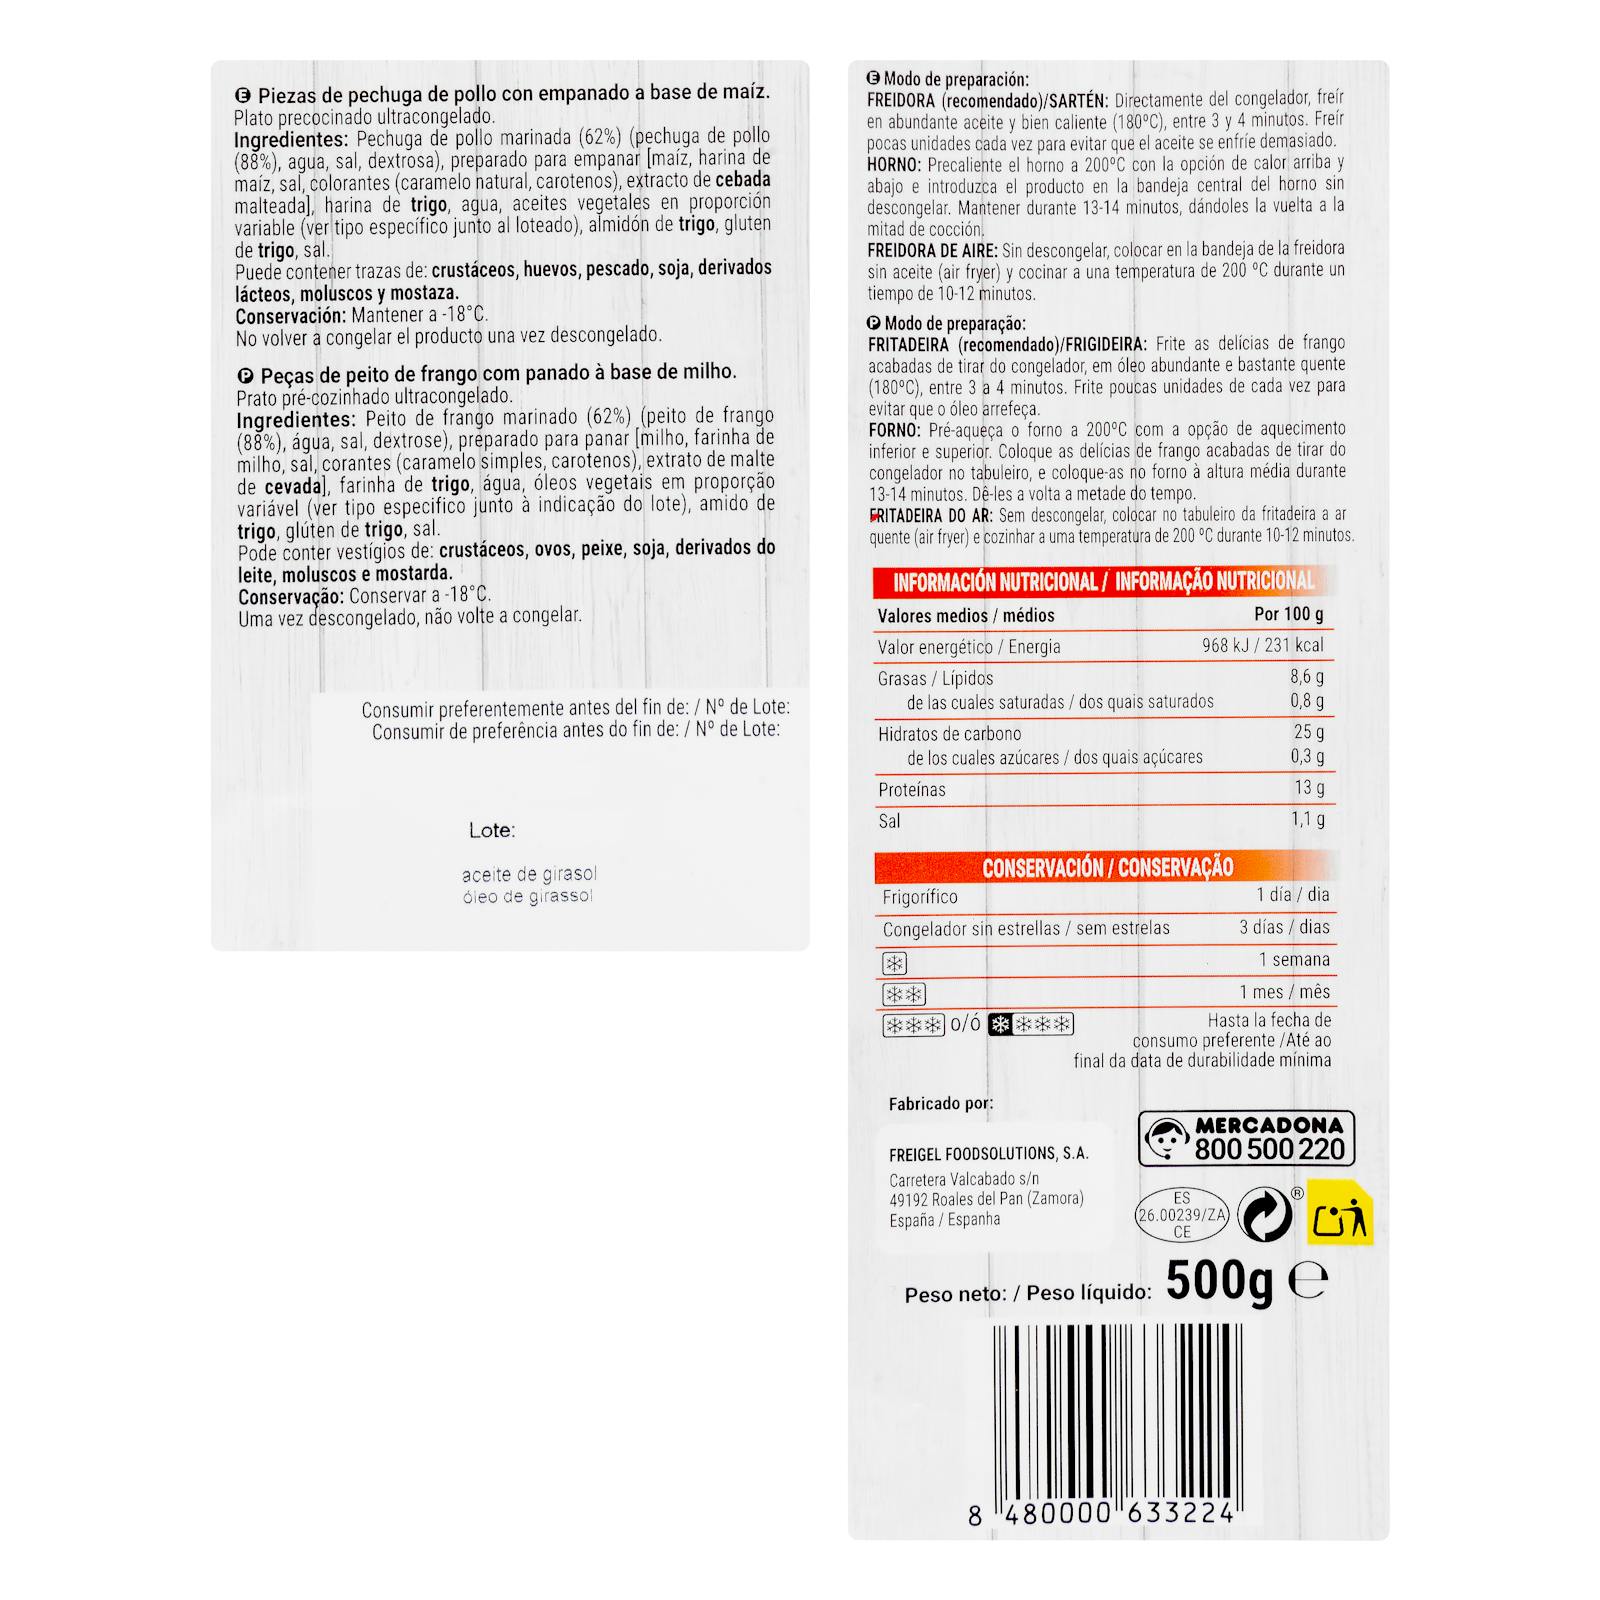 E Piezas de pechuga de pollo con empanado a base de maíz.
Plato precocinado ultracongelado.
Ingredientes: Pechuga de pollo marinada (62%) (pechuga de pollo
(88%), agua, sal, dextrosa), preparado para empanar [maíz, harina de
maíz, sal, colorantes (caramelo natural, carotenos), extracto de cebada
malteada], harina de trigo, agua, aceites vegetales en proporción
variable (ver tipo específico junto al loteado), almidón de trigo, gluten
de trigo, sal.
Puede contener trazas de: crustáceos, huevos, pescado, soja, derivados
lácteos, moluscos y mostaza.
Conservación: Mantener a -18°C.
No volver a congelar el producto una vez descongelado.
P Peças de peito de frango com panado à base de milho.
Prato pré-cozinhado ultracongelado.
Ingredientes: Peito de frango marinado (62%) (peito de frango
(88%), água, sal, dextrose), preparado para panar [milho, farinha de
milho, sal, corantes (caramelo simples, carotenos), extrato de malte
de cevada], farinha de trigo, água, óleos vegetais em proporção
variável (ver tipo especifico junto à indicação do lote), amido de
trigo, glúten de trigo, sal.
Pode conter vestígios de: crustáceos, ovos, peixe, soja, derivados do
leite, moluscos e mostarda.
Conservação: Conservar a -18°C.
Uma vez descongelado, não volte a congelar.
Consumir preferentemente antes del fin de: / Nº de Lote:
Consumir de preferência antes do fin de: / Nº de Lote:
Lote:
aceite de girasol
óleo de girassol
E Modo de preparación:
FREIDORA (recomendado)/SARTÉN: Directamente del congelador, freír
en abundante aceite y bien caliente (180ºC), entre 3 y 4 minutos. Freír
pocas unidades cada vez para evitar que el aceite se enfríe demasiado.
HORNO: Precaliente el horno a 200ºC con la opción de calor arriba y
abajo e introduzca el producto en la bandeja central del horno sin
descongelar. Mantener durante 13-14 minutos, dándoles la vuelta a la
mitad de cocción.
FREIDORA DE AIRE: Sin descongelar, colocar en la bandeja de la freidora
sin aceite (air fryer) y cocinar a una temperatura de 200 ºC durante un
tiempo de 10-12 minutos.
P Modo de preparação:
FRITADEIRA (recomendado)/FRIGIDEIRA: Frite as delícias de frango
acabadas de tirar do congelador, em óleo abundante e bastante quente
(180ºC), entre 3 a 4 minutos. Frite poucas unidades de cada vez para
evitar que o óleo arrefeça.
FORNO: Pré-aqueça o forno a 200ºC com a opção de aquecimento
inferior e superior. Coloque as delícias de frango acabadas de tirar do
congelador no tabuleiro, e coloque-as no forno à altura média durante
13-14 minutos. Dê-les a volta a metade do tempo.
FRITADEIRA DO AR: Sem descongelar, colocar no tabuleiro da fritadeira a ar
quente (air fryer) e cozinhar a uma temperatura de 200 ºC durante 10-12 minutos.
INFORMACIÓN NUTRICIONAL / INFORMAÇÃO NUTRICIONAL
Valores medios / médios Por 100 g
Valor energético / Energia 968 kJ / 231 kcal
Grasas / Lípidos 8,6 g
de las cuales saturadas / dos quais saturados 0,8 g
Hidratos de carbono 25 g
de los cuales azúcares / dos quais açúcares 0,3 g
Proteínas 13 g
Sal 1,1 g
CONSERVACIÓN / CONSERVAÇÃO
Frigorífico 1 día / dia
Congelador sin estrellas / sem estrelas 3 días / dias
1 semana
1 mes / mês
o/ó Hasta la fecha de
consumo preferente /Até ao
final da data de durabilidade mínima
Fabricado por:
FREIGEL FOODSOLUTIONS, S.A.
Carretera Valcabado s/n
49192 Roales del Pan (Zamora)
España / Espanha
MERCADONA
800 500 220
ES
26.00239/ZA
CE
®
Peso neto: / Peso líquido: 500g ℮
8 480000 633224